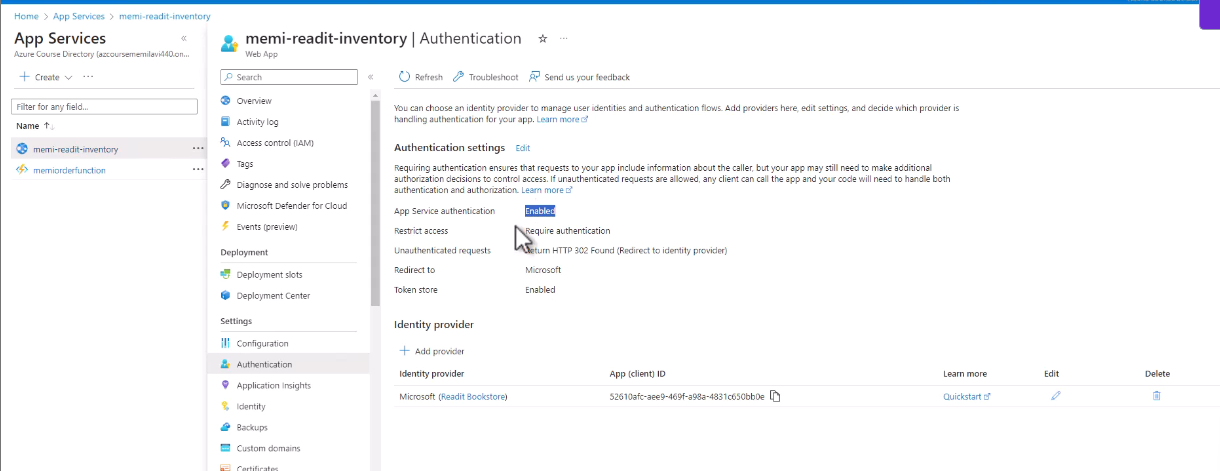 Home > App Services > memi-readit-inventory
App Services
«
Azure Course Directory (azcoursememilavi440.on...
+ Create ···
Filter for any field...
Name ↑↓
memi-readit-inventory ···
memiorderfunction ···
memi-readit-inventory | Authentication ☆ ···
Web App
Search
«
Overview
Activity log
Access control (IAM)
Tags
Diagnose and solve problems
Microsoft Defender for Cloud
Events (preview)
Deployment
Deployment slots
Deployment Center
Settings
Configuration
Authentication
Application Insights
Identity
Backups
Custom domains
Certificates
Refresh Troubleshoot Send us your feedback
You can choose an identity provider to manage user identities and authentication flows. Add providers here, edit settings, and decide which provider is
handling authentication for your app. Learn more
Authentication settings Edit
Requiring authentication ensures that requests to your app include information about the caller, but your app may still need to make additional
authorization decisions to control access. If unauthenticated requests are allowed, any client can call the app and your code will need to handle both
authentication and authorization. Learn more
App Service authentication Enabled
Restrict access Require authentication
Unauthenticated requests Return HTTP 302 Found (Redirect to identity provider)
Redirect to Microsoft
Token store Enabled
Identity provider
+ Add provider
Identity provider App (client) ID Learn more Edit Delete
Microsoft (Readit Bookstore) 52610afc-aee9-469f-a98a-4831c650bb0e Quickstart